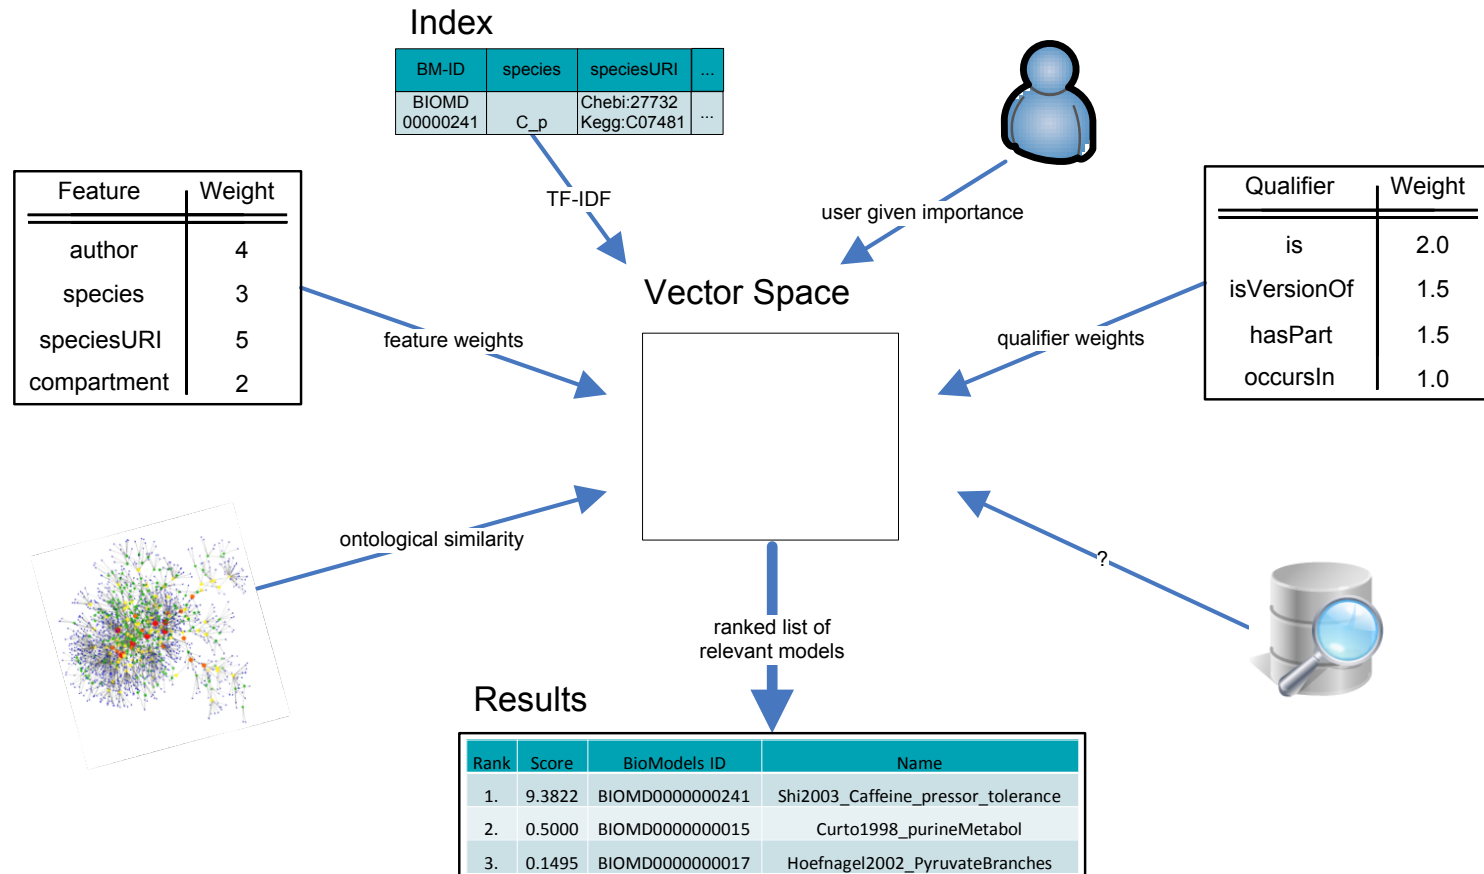 Index
BM-ID species speciesURI ...
BIOMD Chebi:27732
00000241 C_p Kegg:C07481 ...
TF-IDF
user given importance
Feature Weight
author 4
species 3
speciesURI 5
compartment 2
Qualifier Weight
is 2.0
isVersionOf 1.5
hasPart 1.5
occursIn 1.0
Vector Space
feature weights
qualifier weights
ontological similarity
?
ranked list of
relevant models
Results
Rank Score BioModels ID Name
1. 9.3822 BIOMD0000000241 Shi2003_Caffeine_pressor_tolerance
2. 0.5000 BIOMD0000000015 Curto1998_purineMetabol
3. 0.1495 BIOMD0000000017 Hoefnagel2002_PyruvateBranches